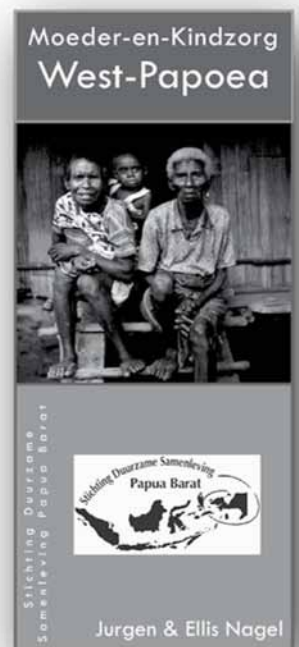 Moeder-en-Kindzorg
West-Papoea
Stichting Duurzame
Samenleving Papua Barat
Stichting Duurzame Samenleving
Papua Barat
Jurgen & Ellis Nagel